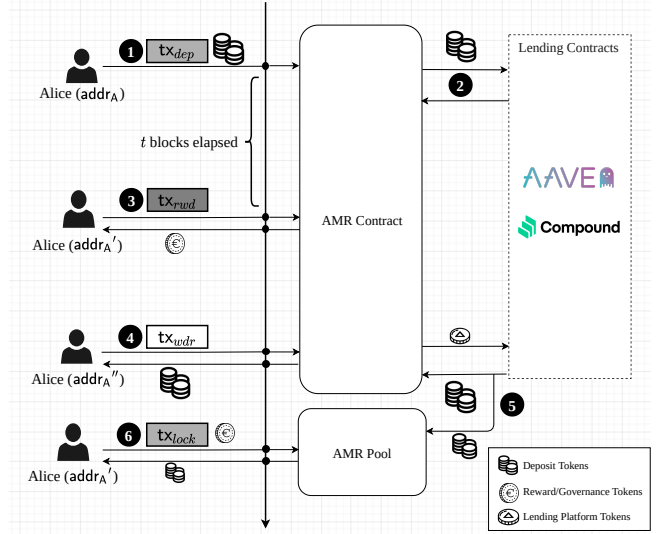 1
tx_dep
Alice (addr_A)
2
Lending Contracts
t blocks elapsed
AAVE
3
tx_rwd
Alice (addr_A′)
€
AMR Contract
Compound
4
tx_wdr
Alice (addr_A′′)
5
6
tx_lock
€
Alice (addr_A′)
AMR Pool
Deposit Tokens
€
Reward/Governance Tokens
Lending Platform Tokens